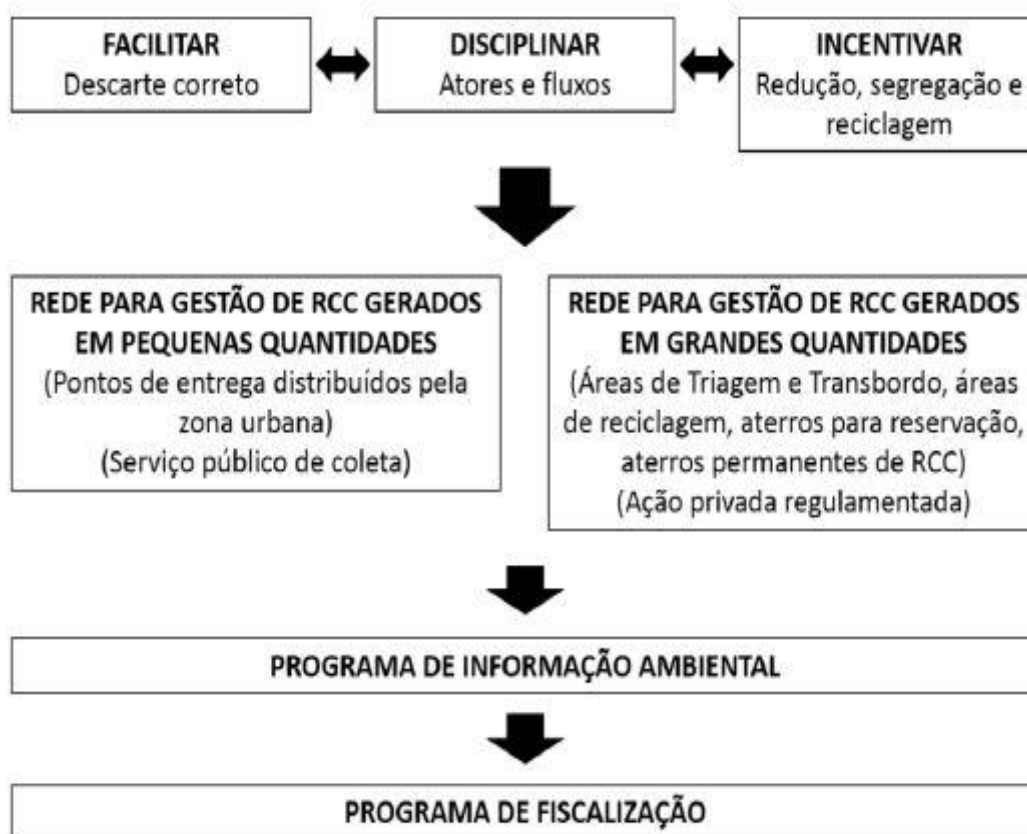 FACILITAR
Descarte correto
DISCIPLINAR
Atores e fluxos
INCENTIVAR
Redução, segregação e
reciclagem
REDE PARA GESTÃO DE RCC GERADOS
EM PEQUENAS QUANTIDADES
(Pontos de entrega distribuídos pela
zona urbana)
(Serviço público de coleta)
REDE PARA GESTÃO DE RCC GERADOS
EM GRANDES QUANTIDADES
(Áreas de Triagem e Transbordo, áreas
de reciclagem, aterros para reservação,
aterros permanentes de RCC)
(Ação privada regulamentada)
PROGRAMA DE INFORMAÇÃO AMBIENTAL
PROGRAMA DE FISCALIZAÇÃO